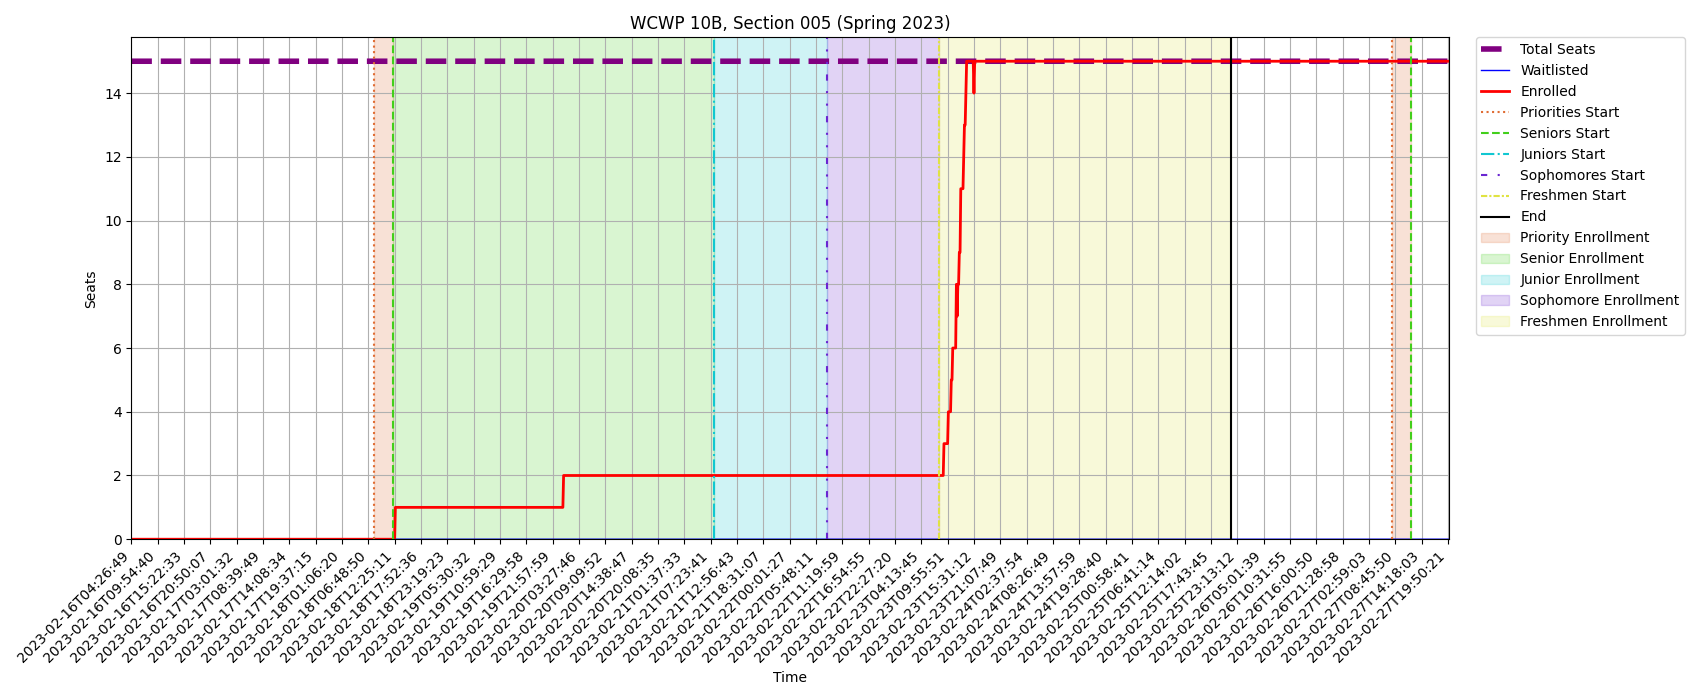 WCWP 10B, Section 005 (Spring 2023)
Total Seats
Waitlisted
Enrolled
Priorities Start
Seniors Start
Juniors Start
Sophomores Start
Freshmen Start
End
Priority Enrollment
Senior Enrollment
Junior Enrollment
Sophomore Enrollment
Freshmen Enrollment
Seats
14
12
10
8
6
4
2
0
2023-02-16T04:26:49
2023-02-16T09:54:40
2023-02-16T15:22:33
2023-02-16T20:50:07
2023-02-17T03:01:32
2023-02-17T08:39:49
2023-02-17T14:08:34
2023-02-17T19:37:15
2023-02-18T01:06:20
2023-02-18T06:48:50
2023-02-18T12:25:11
2023-02-18T17:52:36
2023-02-18T23:19:23
2023-02-19T05:30:32
2023-02-19T10:59:29
2023-02-19T16:29:58
2023-02-19T21:57:59
2023-02-20T03:27:46
2023-02-20T09:09:52
2023-02-20T14:38:47
2023-02-20T20:08:35
2023-02-21T01:37:33
2023-02-21T07:23:41
2023-02-21T12:56:43
2023-02-21T18:31:07
2023-02-22T00:01:27
2023-02-22T05:48:11
2023-02-22T11:19:59
2023-02-22T16:54:55
2023-02-22T22:27:20
2023-02-23T04:13:45
2023-02-23T09:55:51
2023-02-23T15:31:12
2023-02-23T21:07:49
2023-02-24T02:37:54
2023-02-24T08:26:49
2023-02-24T13:57:59
2023-02-24T19:28:40
2023-02-25T00:58:41
2023-02-25T06:41:14
2023-02-25T12:14:02
2023-02-25T17:43:45
2023-02-25T23:13:12
2023-02-26T05:01:39
2023-02-26T10:31:55
2023-02-26T16:00:50
2023-02-26T21:28:58
2023-02-27T02:59:03
2023-02-27T08:45:50
2023-02-27T14:18:03
2023-02-27T19:50:21
Time